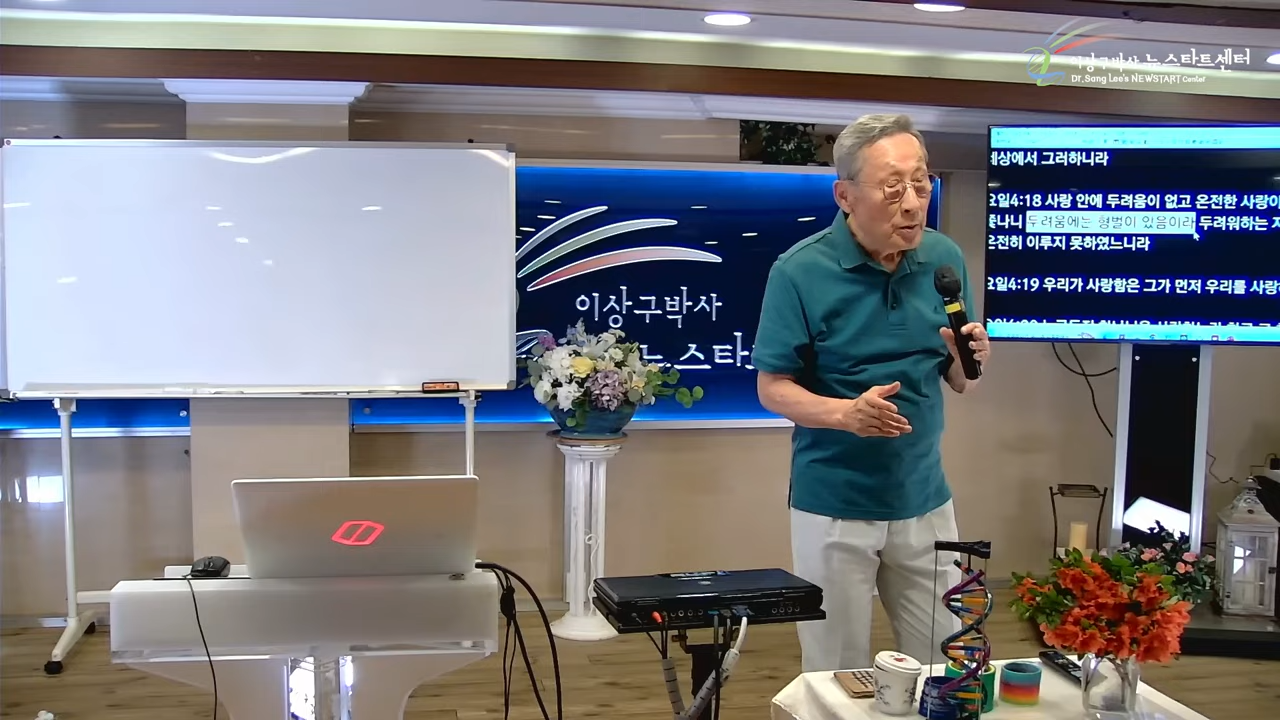 이상구박사 뉴스타트센터
Dr. Sang Lee's NEWSTART Center
세상에서 그러하니라
요일4:18 사랑 안에 두려움이 없고 온전한 사랑이
쫓나니 두려움에는 형벌이 있음이라 두려워하는 자
온전히 이루지 못하였느니라
요일4:19 우리가 사랑함은 그가 먼저 우리를 사랑
이상구박사
뉴스타